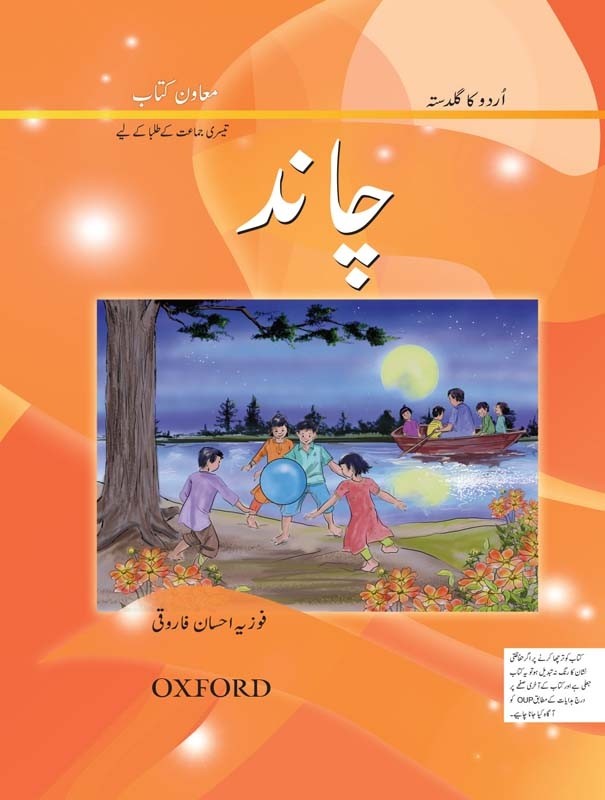 اُردو کا گلدستہ
معاون کتاب
تیسری جماعت کے طلبا کے لیے
چاند
فوزیہ احسان فاروقی
OXFORD
کتاب کو ترچھا کرنے پر اگر حفاظتی
نشان کا رنگ نہ تبدیل ہو تو یہ کتاب
جعلی ہے اور کتاب کے آخری صفحے پر
درج ہدایات کے مطابق OUP کو
آگاہ کیا جانا چاہیے۔